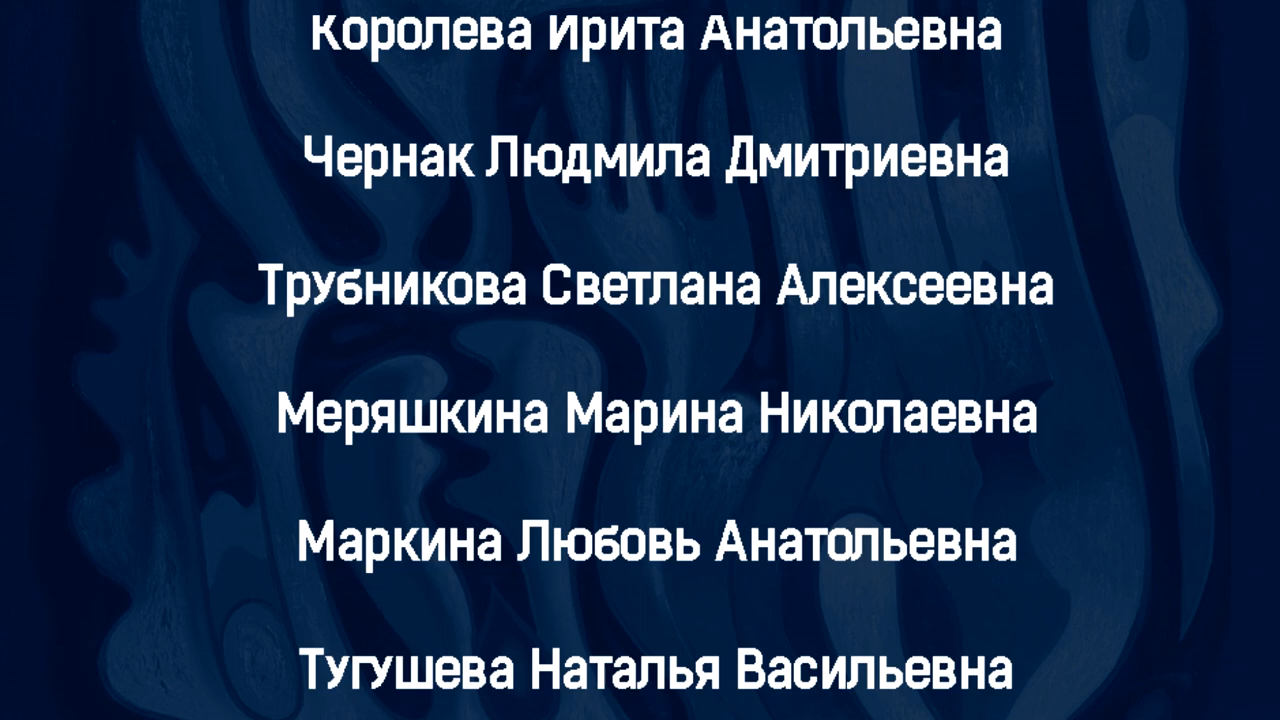 Королева Ирита Анатольевна
Чернак Людмила Дмитриевна
Трубникова Светлана Алексеевна
Меряшкина Марина Николаевна
Маркина Любовь Анатольевна
Тугушева Наталья Васильевна